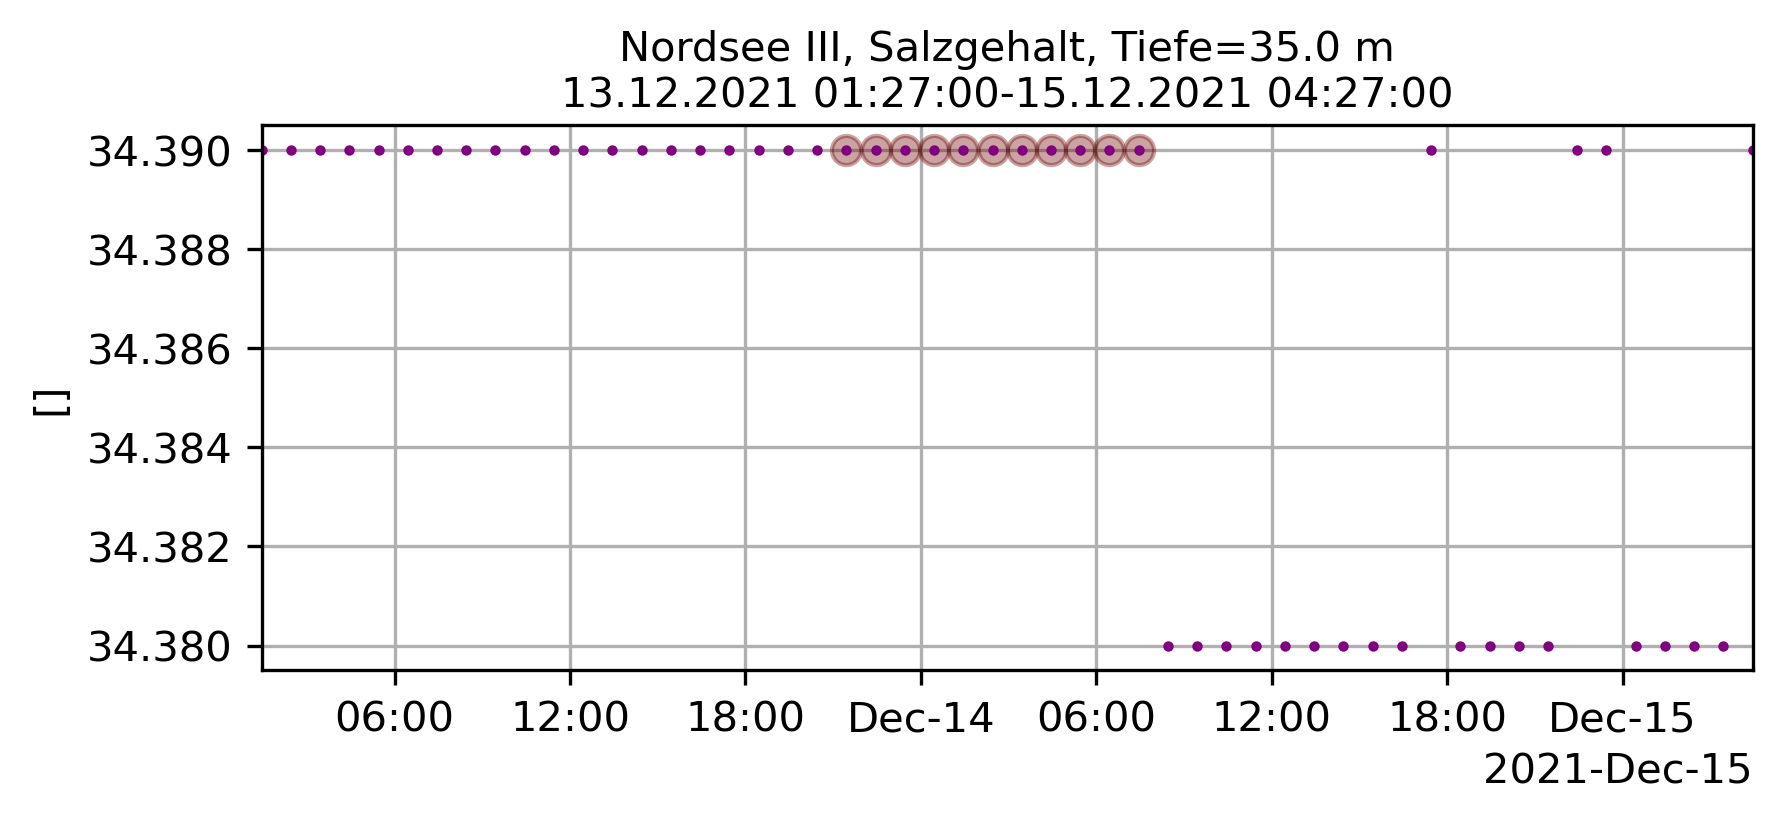 Nordsee III, Salzgehalt, Tiefe=35.0 m
13.12.2021 01:27:00-15.12.2021 04:27:00
34.390
34.388
34.386
34.384
34.382
34.380
[]
06:00 12:00 18:00 Dec-14 06:00 12:00 18:00 Dec-15
2021-Dec-15